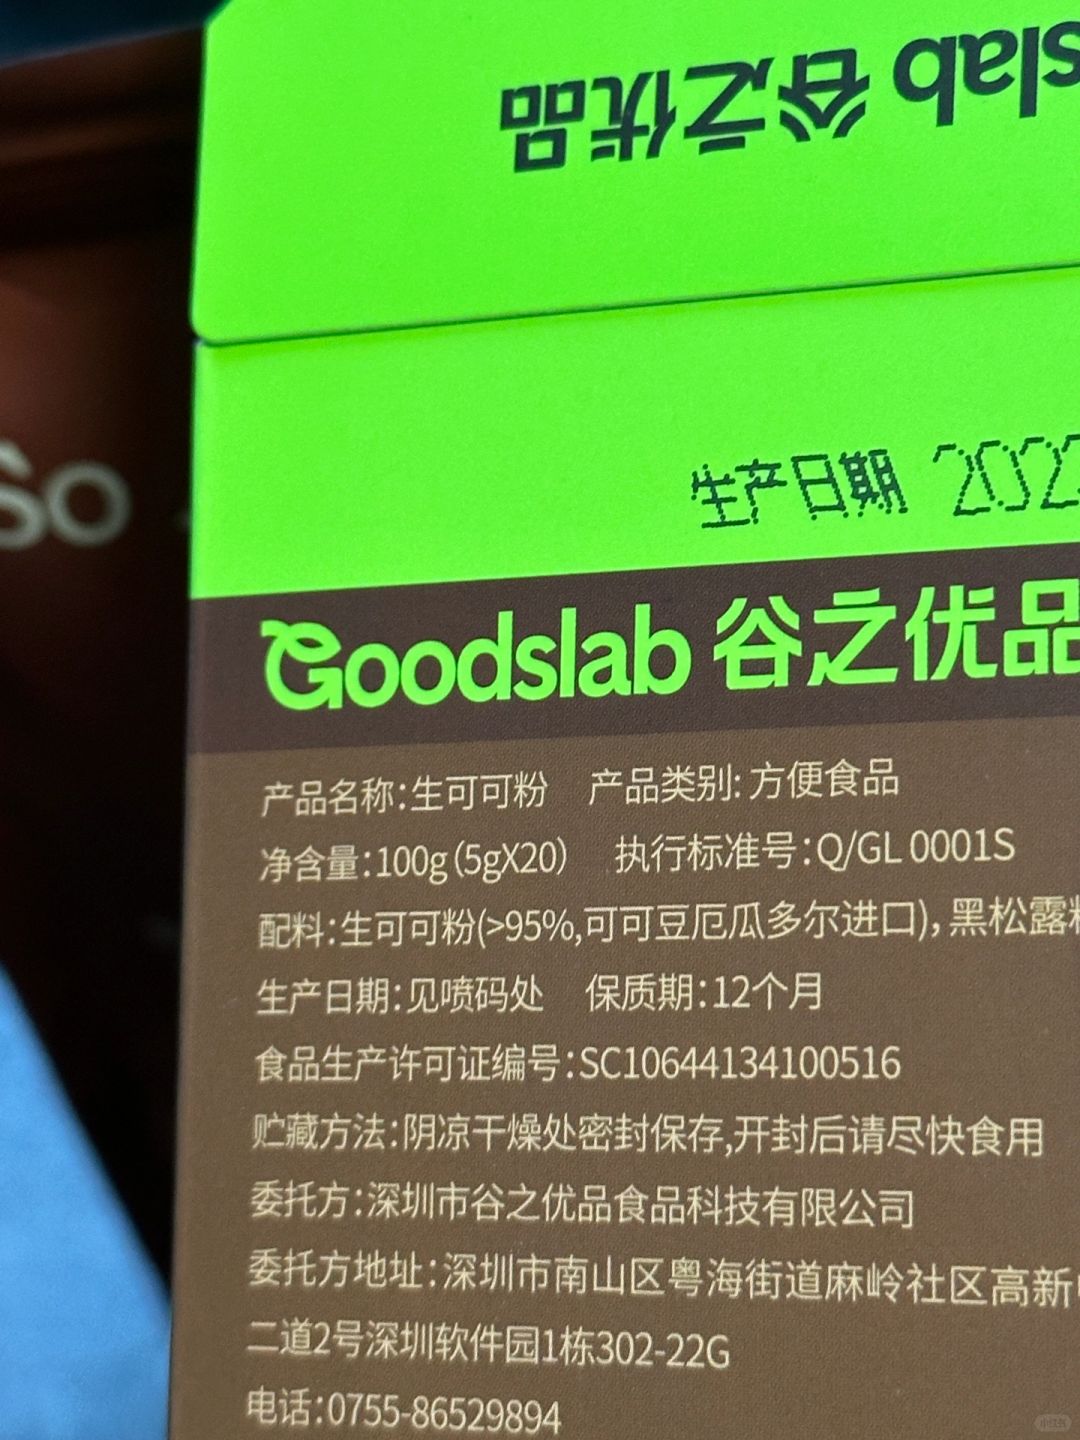 slab 谷之优品
生产日期 202
so
Goodslab 谷之优品
产品名称:生可可粉 产品类别:方便食品
净含量:100g(5gX20) 执行标准号:Q/GL 0001S
配料:生可可粉(>95%,可可豆厄瓜多尔进口),黑松露
生产日期:见喷码处 保质期:12个月
食品生产许可证编号:SC10644134100516
贮藏方法:阴凉干燥处密封保存,开封后请尽快食用
委托方:深圳市谷之优品食品科技有限公司
委托方地址:深圳市南山区粤海街道麻岭社区高新
二道2号深圳软件园1栋302-22G
电话:0755-86529894
小红书